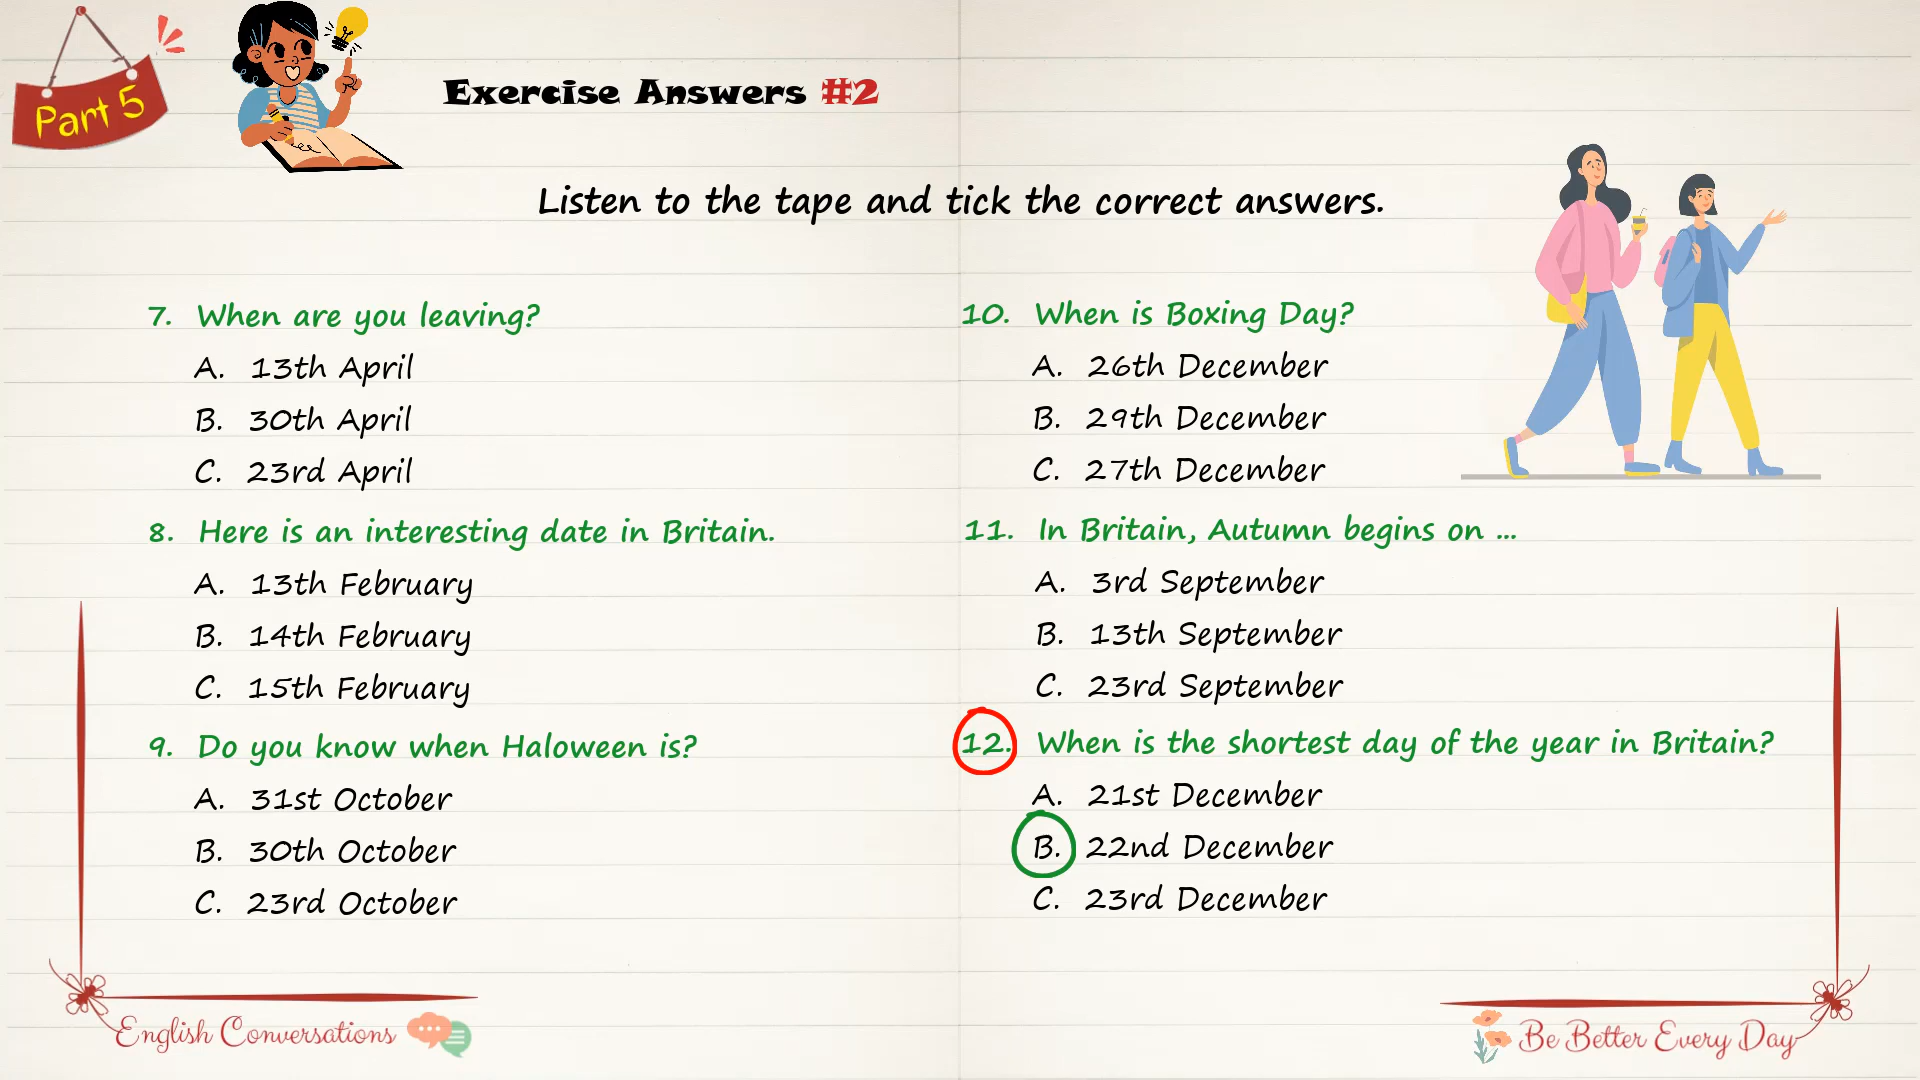 Part 5
Exercise Answers #2
Listen to the tape and tick the correct answers.
7. When are you leaving?
A. 13th April
B. 30th April
C. 23rd April
8. Here is an interesting date in Britain.
A. 13th February
B. 14th February
C. 15th February
9. Do you know when Haloween is?
A. 31st October
B. 30th October
C. 23rd October
10. When is Boxing Day?
A. 26th December
B. 29th December
C. 27th December
11. In Britain, Autumn begins on ...
A. 3rd September
B. 13th September
C. 23rd September
12. When is the shortest day of the year in Britain?
A. 21st December
B. 22nd December
C. 23rd December
English Conversations
Be Better Every Day